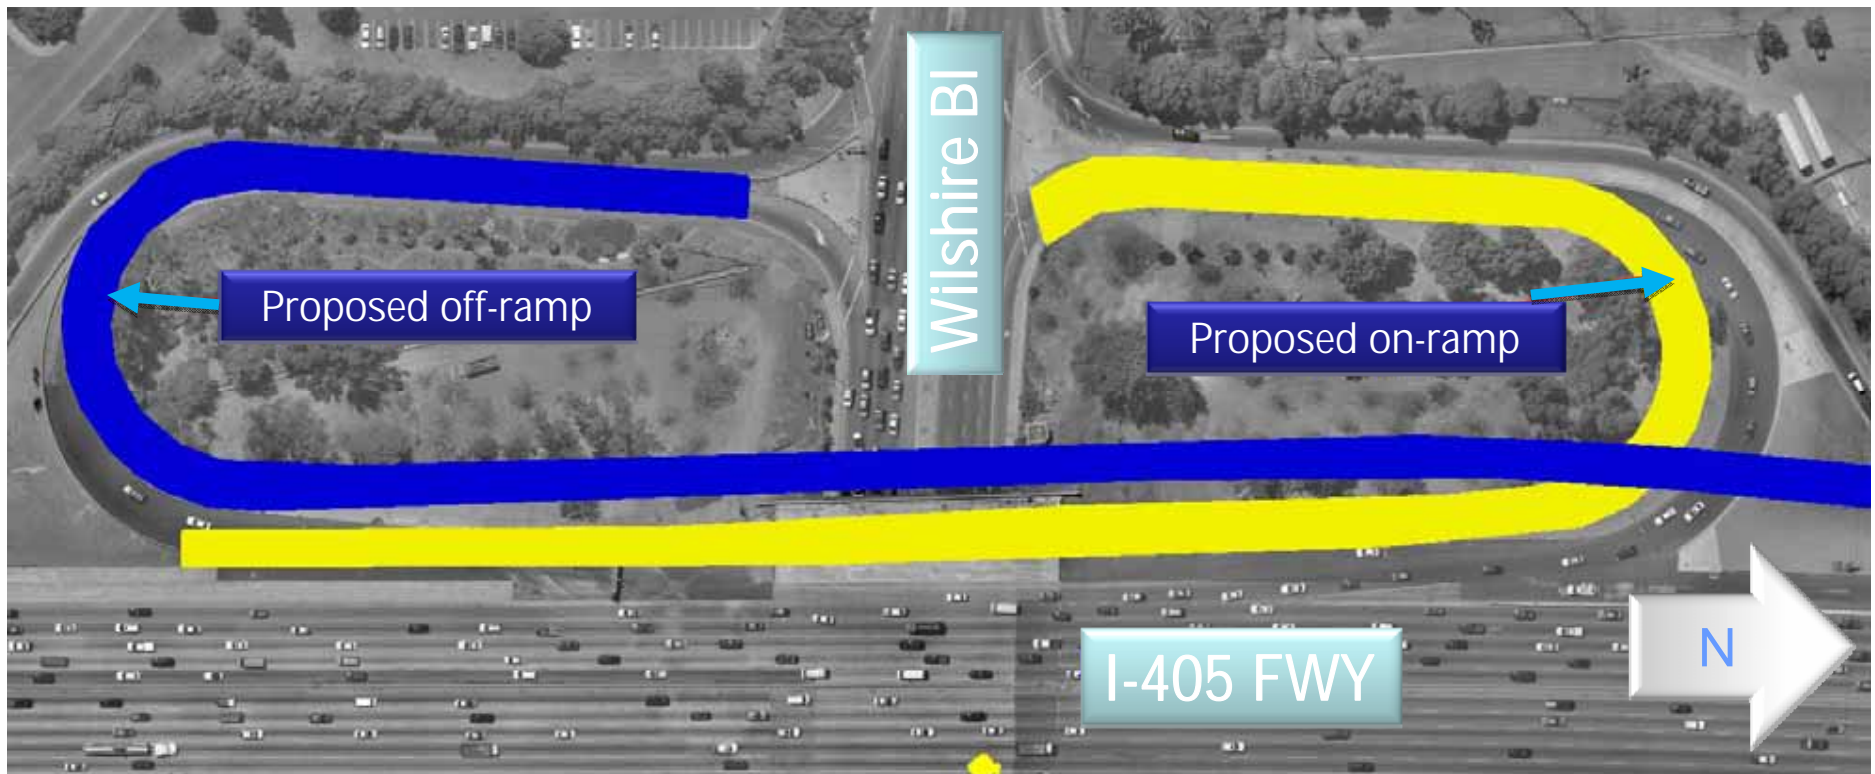 Wilshire Bl
Proposed off-ramp
Proposed on-ramp
I-405 FWY
N